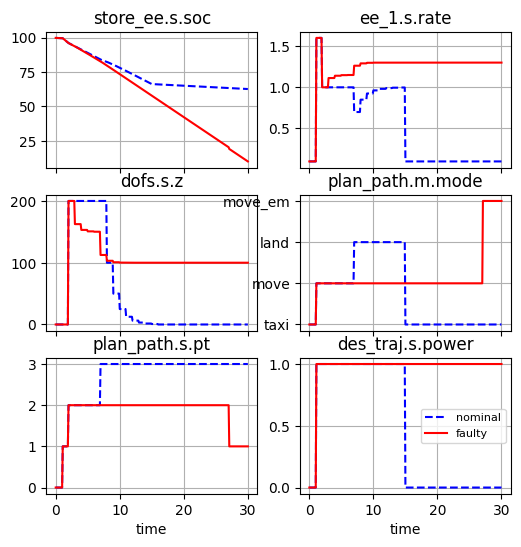 store_ee.s.soc
ee_1.s.rate
100
75
50
25
1.5
1.0
0.5
dofs.s.z
plan_path.m.mode
200
100
0
move_em
land
move
taxi
plan_path.s.pt
des_traj.s.power
3
2
1
0
1.0
0.5
0.0
nominal
faulty
0
10
20
30
0
10
20
30
time
time